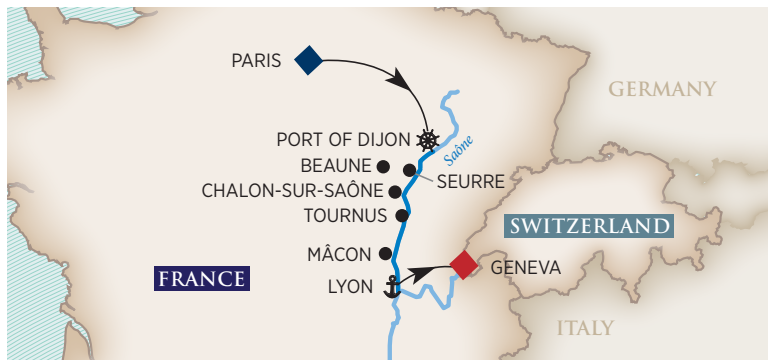 PARIS
GERMANY
PORT OF DIJON
Saône
BEAUNE
SEURRE
CHALON-SUR-SAÔNE
TOURNUS
SWITZERLAND
MÂCON
GENEVA
FRANCE
LYON
ITALY